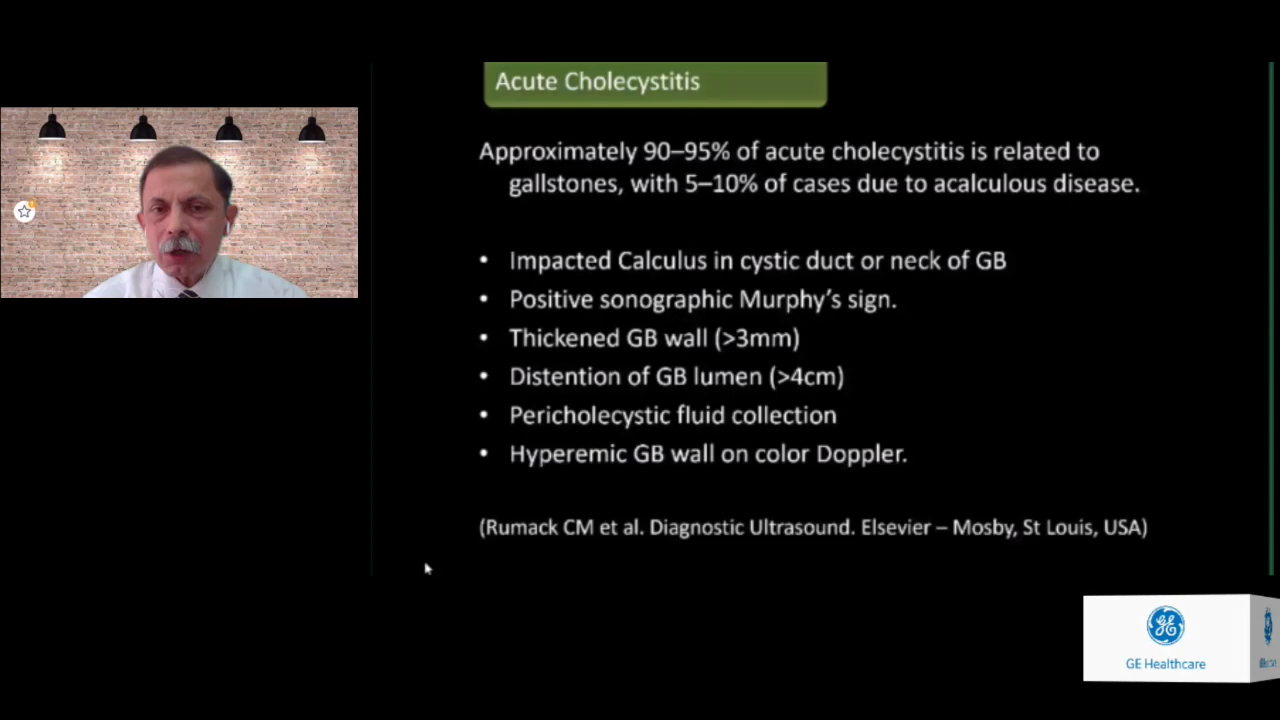 Acute Cholecystitis
Approximately 90–95% of acute cholecystitis is related to
gallstones, with 5–10% of cases due to acalculous disease.
• Impacted Calculus in cystic duct or neck of GB
• Positive sonographic Murphy’s sign.
• Thickened GB wall (>3mm)
• Distention of GB lumen (>4cm)
• Pericholecystic fluid collection
• Hyperemic GB wall on color Doppler.
(Rumack CM et al. Diagnostic Ultrasound. Elsevier – Mosby, St Louis, USA)
GE
GE Healthcare